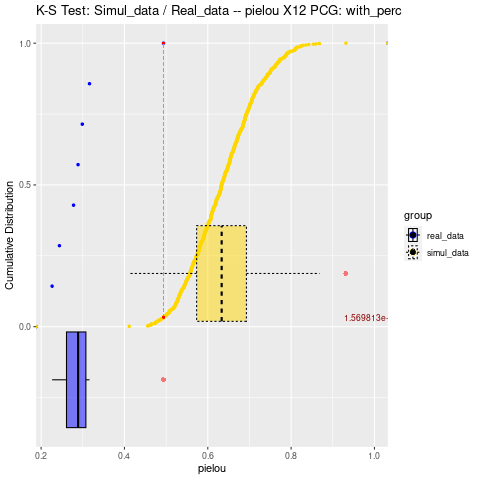 K-S Test: Simul_data / Real_data -- pielou X12 PCG: with_perc
1.0
0.5
0.0
Cumulative Distribution
1.569813e-
0.2 0.4 0.6 0.8 1.0
pielou
group
real_data
simul_data